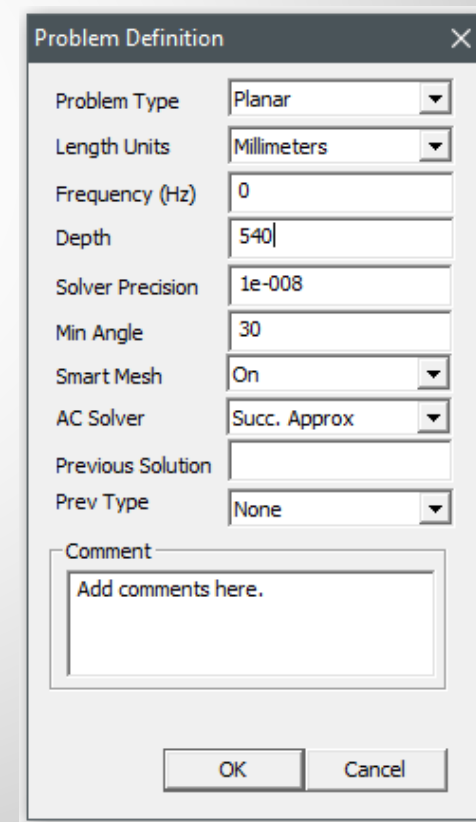 Problem Definition
Problem Type Planar
Length Units Millimeters
Frequency (Hz) 0
Depth 540
Solver Precision 1e-008
Min Angle 30
Smart Mesh On
AC Solver Succ. Approx
Previous Solution
Prev Type None
Comment
Add comments here.
OK Cancel